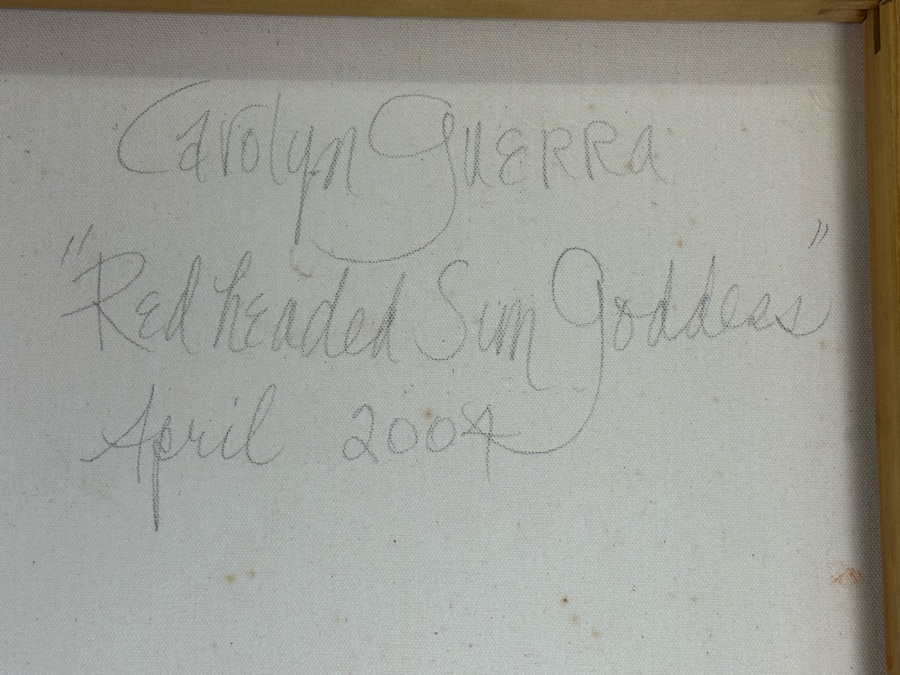 Carolyn Guerra
"Red headed Sun Goddess"
April 2004